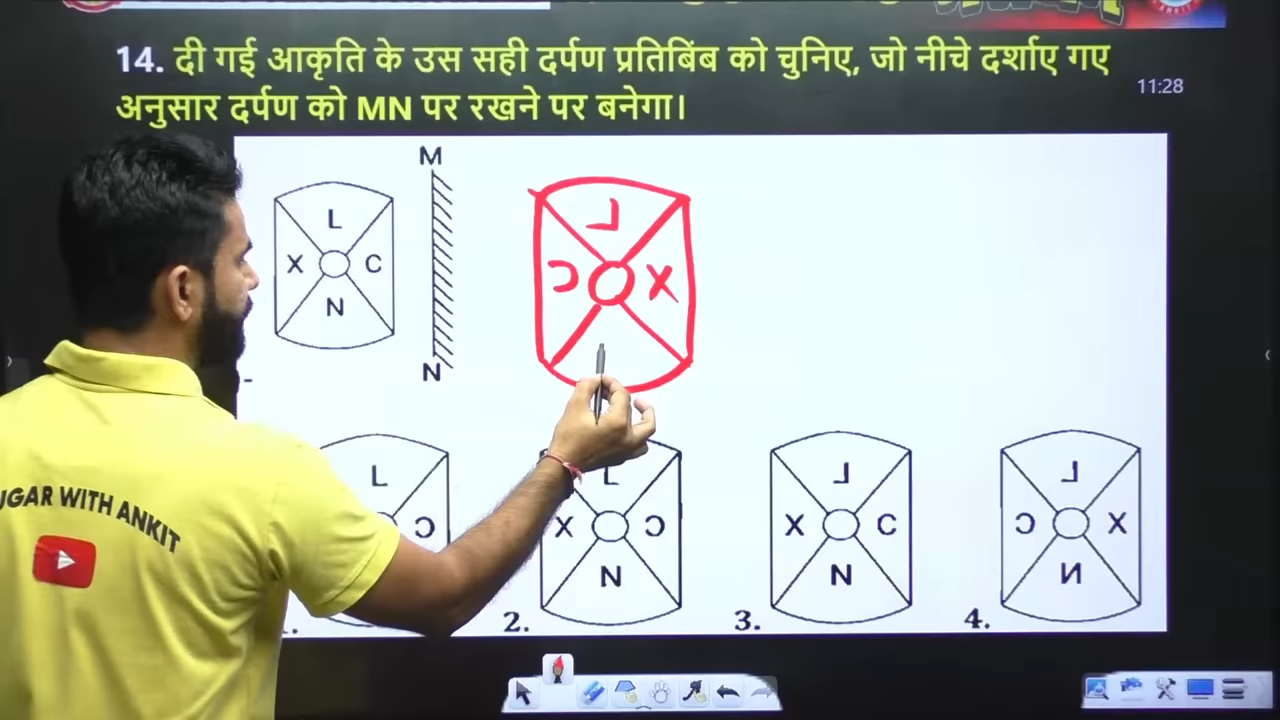 14. दी गई आकृति के उस सही दर्पण प्रतिबिंब को चुनिए, जो नीचे दर्शाए गए
अनुसार दर्पण को MN पर रखने पर बनेगा।
11:28
M
L
X C
N
N
L
C X
L
C
L
X C
N
2.
L
X C
N
3.
L
C X
N
4.
UGAR WITH ANKIT